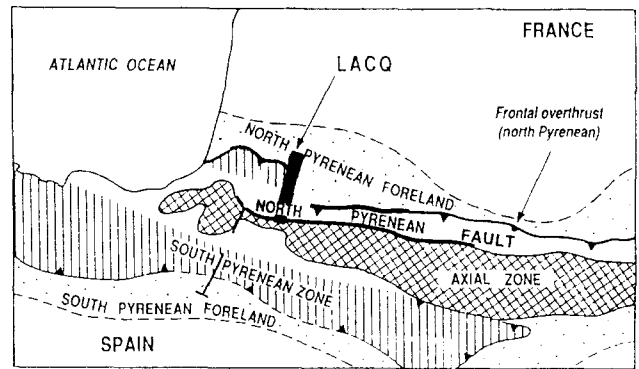 FRANCE
ATLANTIC OCEAN
LACQ
Frontal overthrust
(north Pyrenean)
NORTH PYRENEAN FORELAND
NORTH PYRENEAN FAULT
AXIAL ZONE
SOUTH PYRENEAN ZONE
SOUTH PYRENEAN FORELAND
SPAIN